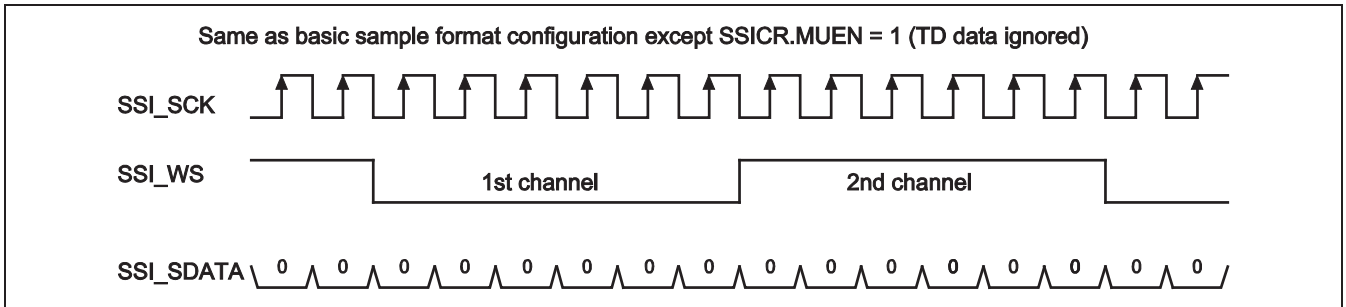 Same as basic sample format configuration except SSICR.MUEN = 1 (TD data ignored)
SSI_SCK
SSI_WS
1st channel
2nd channel
SSI_SDATA 0 0 0 0 0 0 0 0 0 0 0 0 0 0 0 0